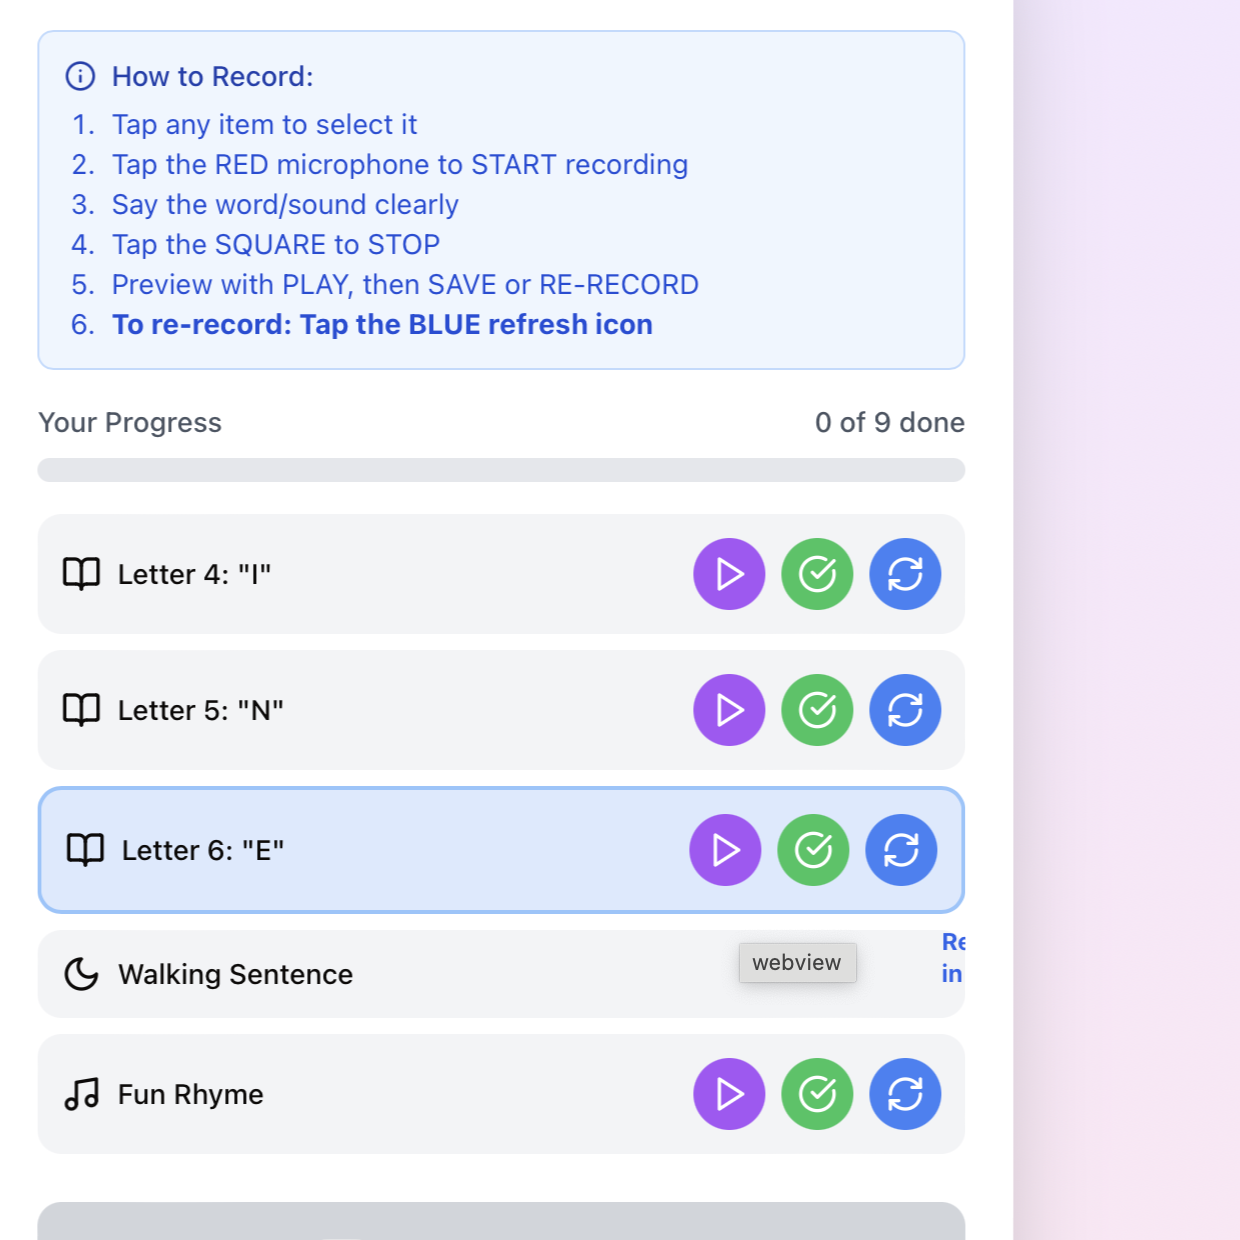 How to Record:
1. Tap any item to select it
2. Tap the RED microphone to START recording
3. Say the word/sound clearly
4. Tap the SQUARE to STOP
5. Preview with PLAY, then SAVE or RE-RECORD
6. To re-record: Tap the BLUE refresh icon
Your Progress 0 of 9 done
Letter 4: "I"
Letter 5: "N"
Letter 6: "E"
Walking Sentence
webview
in
Fun Rhyme